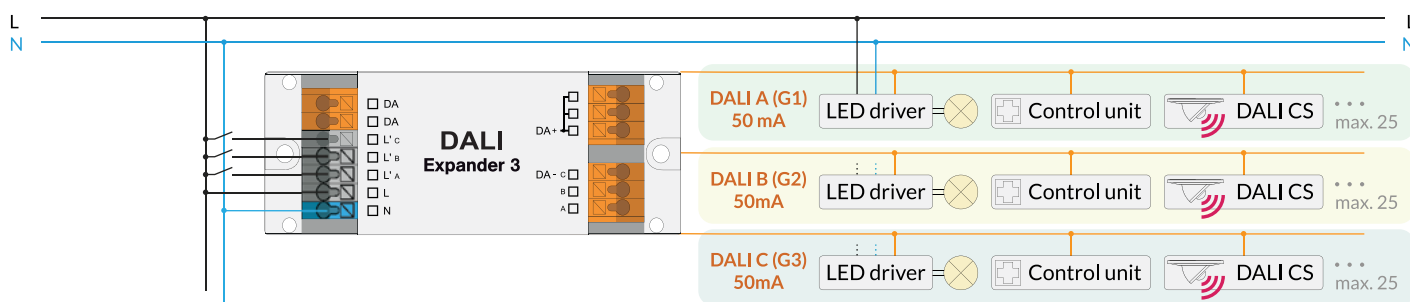 L
L
N
N
DA
DA
L' C
L' B
L' A
L
N
DALI
Expander 3
DA+
DA- C
B
A
DALI A (G1)
50 mA
LED driver
Control unit
DALI CS
max. 25
DALI B (G2)
50mA
LED driver
Control unit
DALI CS
max. 25
DALI C (G3)
50mA
LED driver
Control unit
DALI CS
max. 25